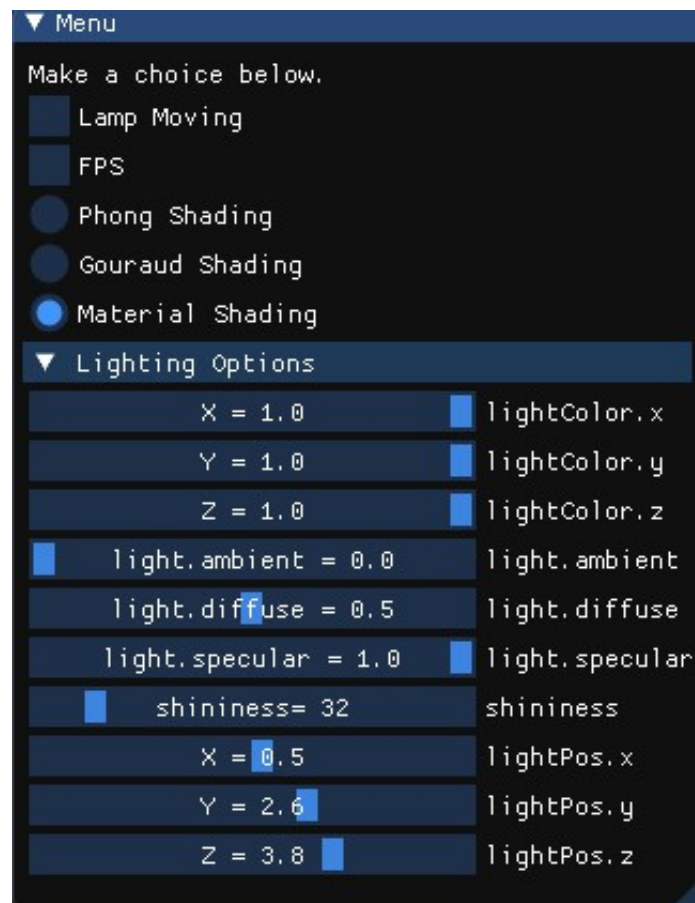 Menu
Make a choice below.
Lamp Moving
FPS
Phong Shading
Gouraud Shading
Material Shading
Lighting Options
X = 1.0 lightColor.x
Y = 1.0 lightColor.y
Z = 1.0 lightColor.z
light.ambient = 0.0 light.ambient
light.diffuse = 0.5 light.diffuse
light.specular = 1.0 light.specular
shininess= 32 shininess
X = 0.5 lightPos.x
Y = 2.6 lightPos.y
Z = 3.8 lightPos.z